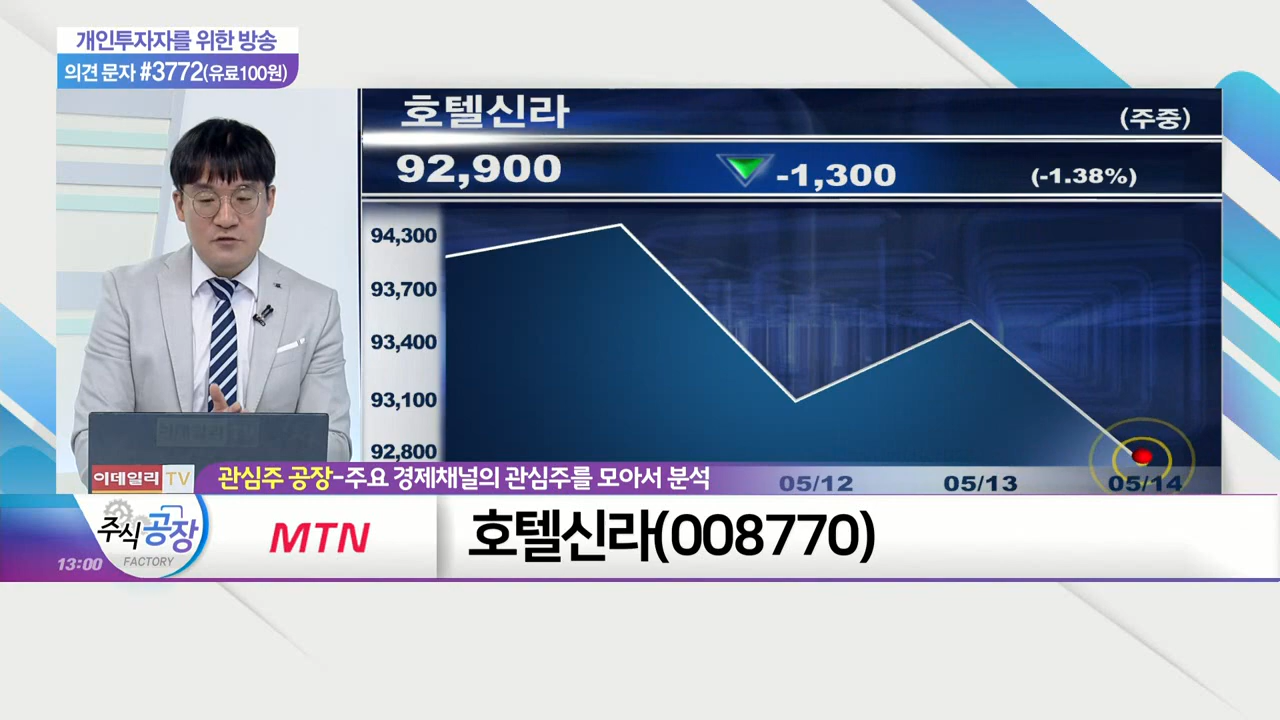 개인투자자를 위한 방송
의견 문자 #3772(유료100원)
호텔신라 (주중)
92,900 -1,300 (-1.38%)
94,300
93,700
93,400
93,100
92,800
05/12 05/13 05/14
이데일리 TV 관심주 공장-주요 경제채널의 관심주를 모아서 분석
주식공장
FACTORY
13:00
MTN 호텔신라(008770)